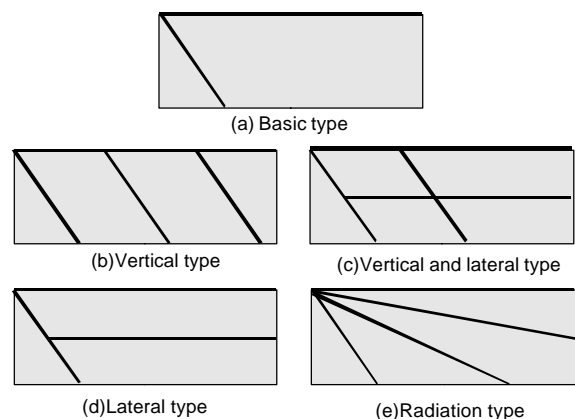 (a) Basic type
(b)Vertical type
(c)Vertical and lateral type
(d)Lateral type
(e)Radiation type